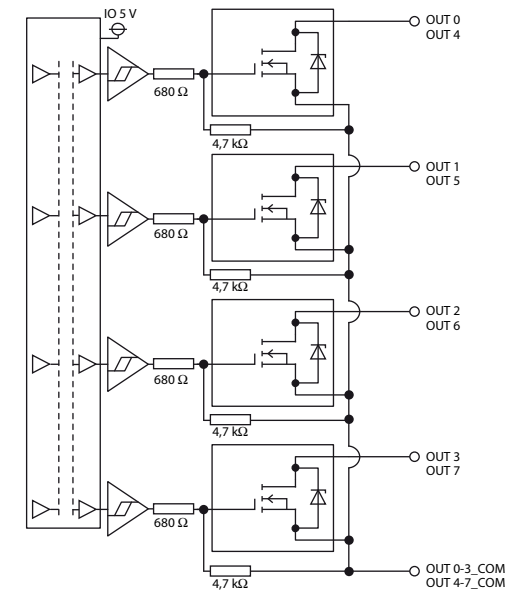 IO 5 V
OUT 0
OUT 4
680 Ω
4,7 kΩ
OUT 1
OUT 5
680 Ω
4,7 kΩ
OUT 2
OUT 6
680 Ω
4,7 kΩ
OUT 3
OUT 7
680 Ω
4,7 kΩ
OUT 0-3_COM
OUT 4-7_COM